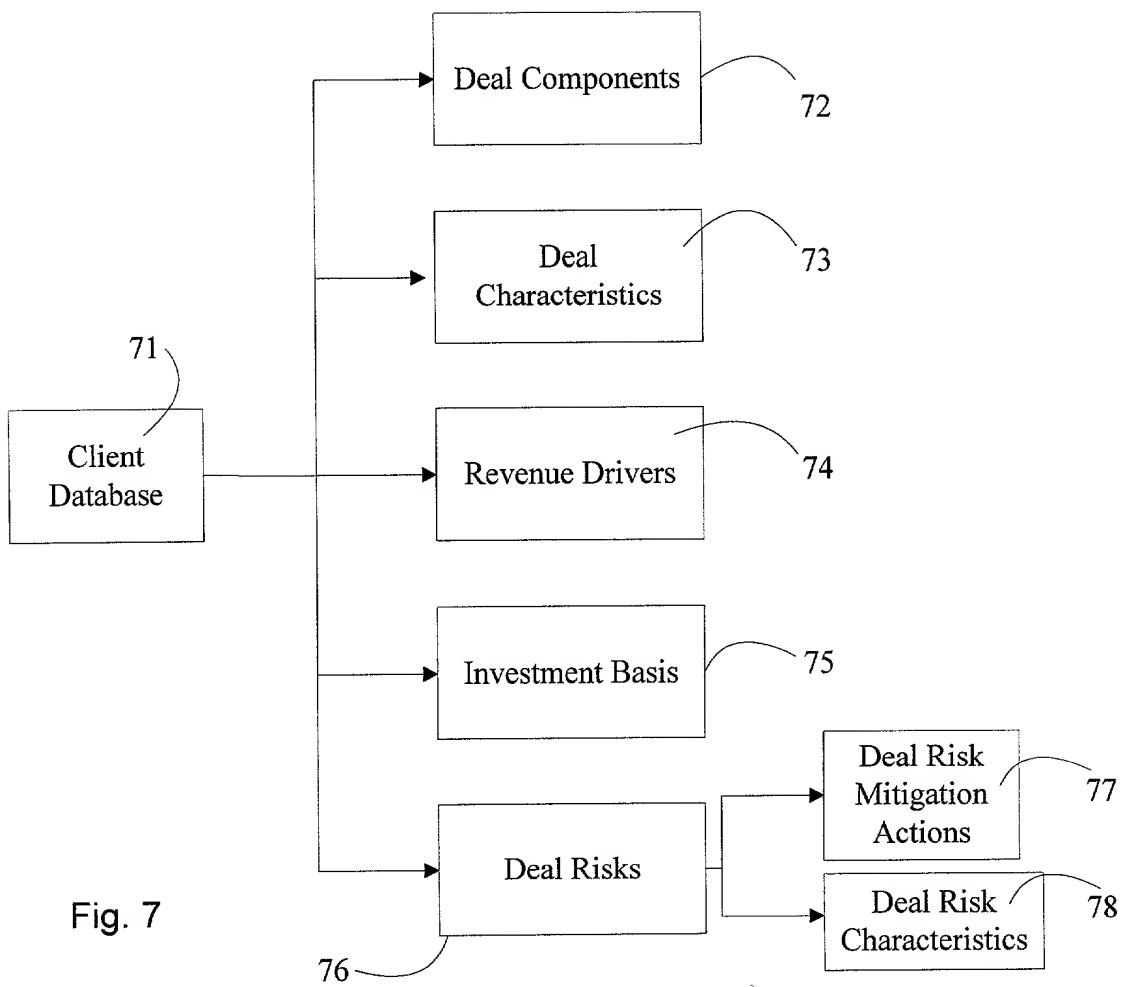 Deal Components
72
Deal
Characteristics
73
71
Client
Database
Revenue Drivers
74
Investment Basis
75
Deal Risks
76
Deal Risk
Mitigation
Actions
77
Deal Risk
Characteristics
78
Fig. 7